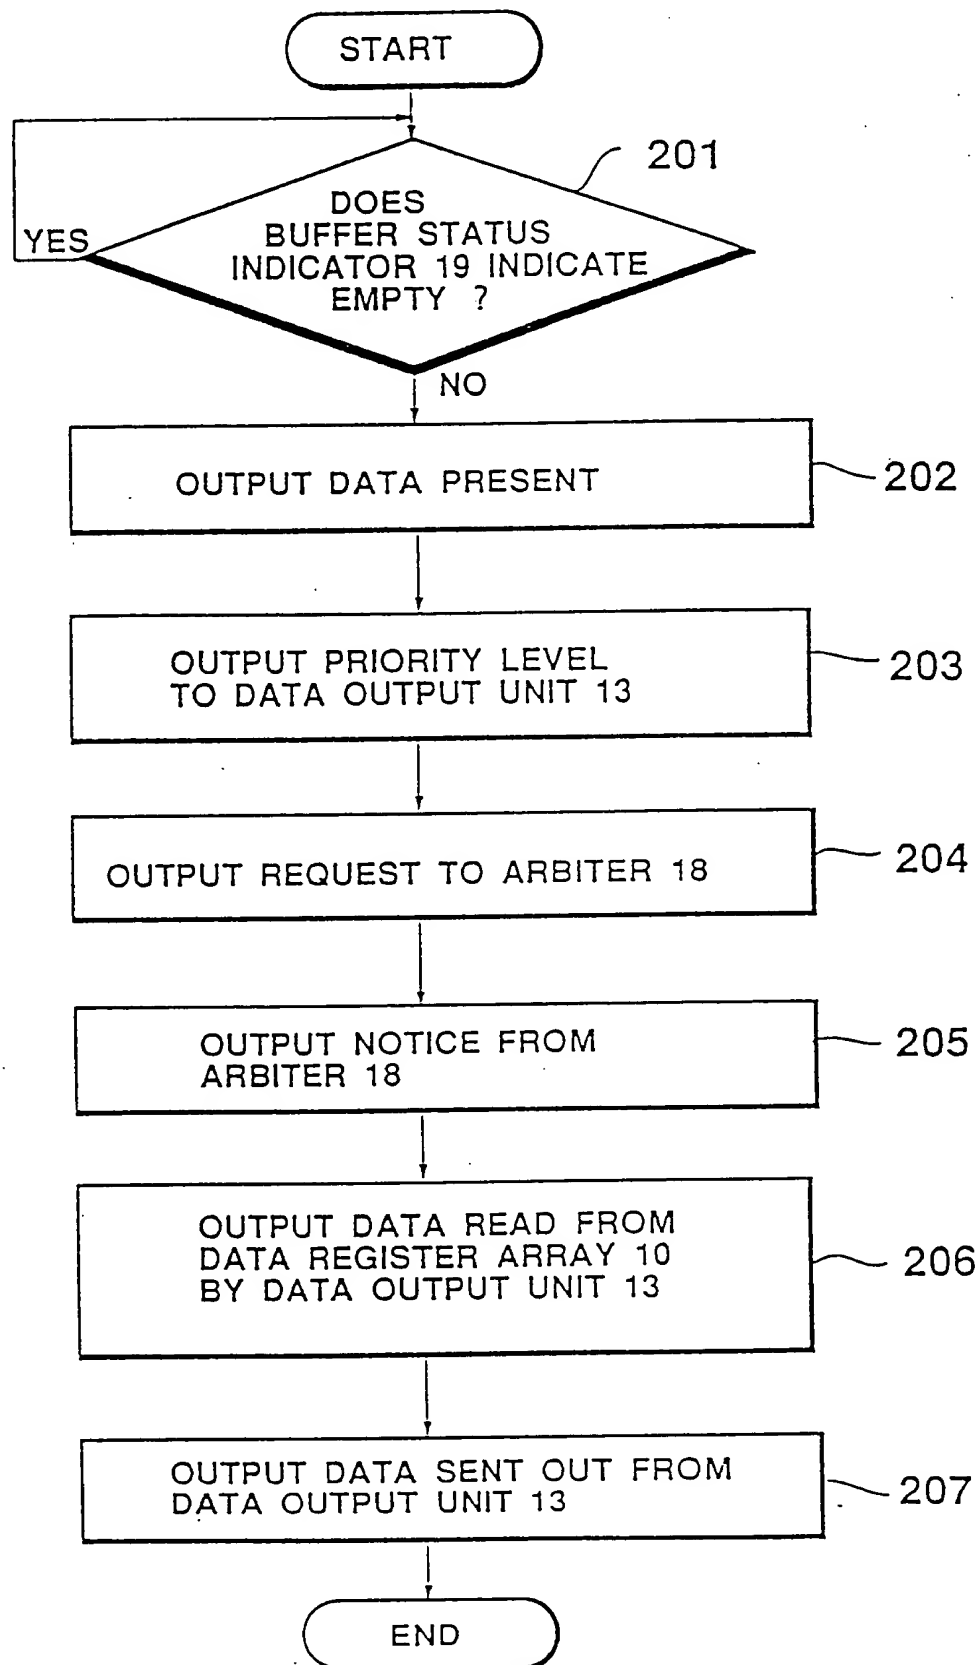 START
201
DOES
BUFFER STATUS
INDICATOR 19 INDICATE
EMPTY ?
YES
NO
OUTPUT DATA PRESENT
202
OUTPUT PRIORITY LEVEL
TO DATA OUTPUT UNIT 13
203
OUTPUT REQUEST TO ARBITER 18
204
OUTPUT NOTICE FROM
ARBITER 18
205
OUTPUT DATA READ FROM
DATA REGISTER ARRAY 10
BY DATA OUTPUT UNIT 13
206
OUTPUT DATA SENT OUT FROM
DATA OUTPUT UNIT 13
207
END